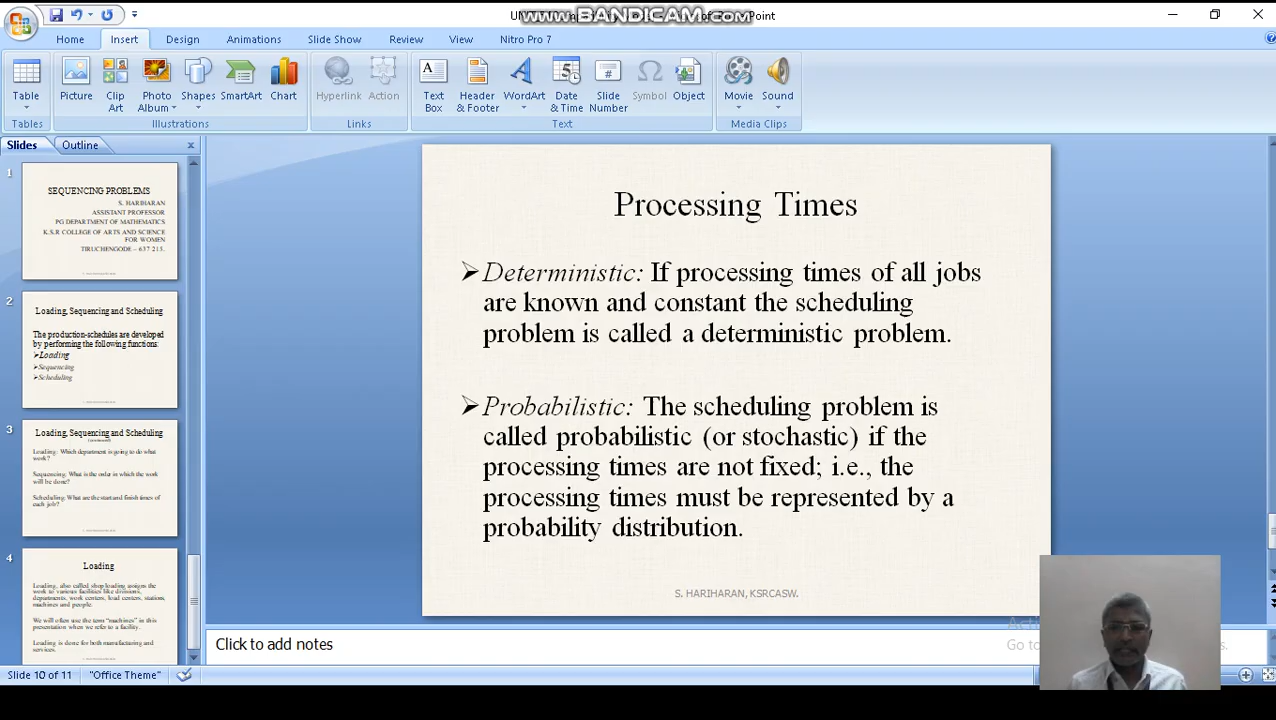 www.BANDICAM.com
UN
Point
Home Insert Design Animations Slide Show Review View Nitro Pro 7
Table Picture Clip Art Photo Album Shapes SmartArt Chart Hyperlink Action Text Box Header & Footer WordArt Date & Time Slide Number Symbol Object Movie Sound
Tables Illustrations Links Text Media Clips
Slides Outline
1
SEQUENCING PROBLEMS
S. HARIHARAN
ASSISTANT PROFESSOR
PG DEPARTMENT OF MATHEMATICS
K.S.R COLLEGE OF ARTS AND SCIENCE
FOR WOMEN
TIRUCHENGODE – 637 215.
2
Loading, Sequencing and Scheduling
The production-schedules are developed
by performing the following functions:
➢Loading
➢Sequencing
➢Scheduling
3
Loading, Sequencing and Scheduling
Loading: Which department is going to do what
work?
Sequencing: What is the order in which the work
will be done?
Scheduling: What are the start and finish times of
each job?
4
Loading
Loading, also called shop loading assigns the
work to various facilities like divisions,
departments, work centers, load centers, stations,
machines and people.
We will often use the term "machines" in this
presentation when we refer to a facility.
Loading is done for both manufacturing and
services.
Processing Times
➢ Deterministic: If processing times of all jobs
are known and constant the scheduling
problem is called a deterministic problem.
➢ Probabilistic: The scheduling problem is
called probabilistic (or stochastic) if the
processing times are not fixed; i.e., the
processing times must be represented by a
probability distribution.
S. HARIHARAN, KSRCASW.
Click to add notes
Go to
Slide 10 of 11 "Office Theme"